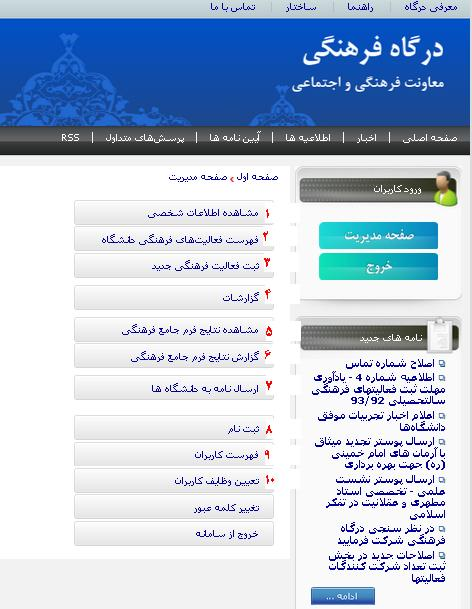 معرفی درگاه | راهنما | ساختار | تماس با ما
درگاه فرهنگی
معاونت فرهنگی و اجتماعی
صفحه اصلی | اخبار | اطلاعیه ها | آیین نامه ها | پرسش‌های متداول | RSS
ورود کاربران
صفحه مدیریت
خروج
نامه های جدید
اصلاح شماره تماس
اطلاعیه شماره 4 - یادآوری
مهلت ثبت فعالیتهای فرهنگی
سالتحصیلی 93/92
اعلام اخبار تجربیات موفق
دانشگاه‌ها
ارسال پوستر تجدید میثاق
با آرمان های امام خمینی
(ره) جهت بهره برداری
ارسال پوستر نشست
علمی - تخصصی استاد
مطهری و عقلانیت در تفکر
اسلامی
در نظر سنجی درگاه
فرهنگی شرکت فرمایید
اصلاحات جدید در بخش
ثبت تعداد شرکت کنندگان
فعالیتها
ادامه ...
صفحه اول صفحه مدیریت
۱ مشاهده اطلاعات شخصی
۲ فهرست فعالیت‌های فرهنگی دانشگاه
۳ ثبت فعالیت فرهنگی جدید
۴ گزارشات
۵ مشاهده نتایج فرم جامع فرهنگی
۶ گزارش نتایج فرم جامع فرهنگی
۷ ارسال نامه به دانشگاه ها
۸ ثبت نام
۹ فهرست کاربران
۱۰ تعیین وظایف کاربران
تغییر کلمه عبور
خروج از سامانه